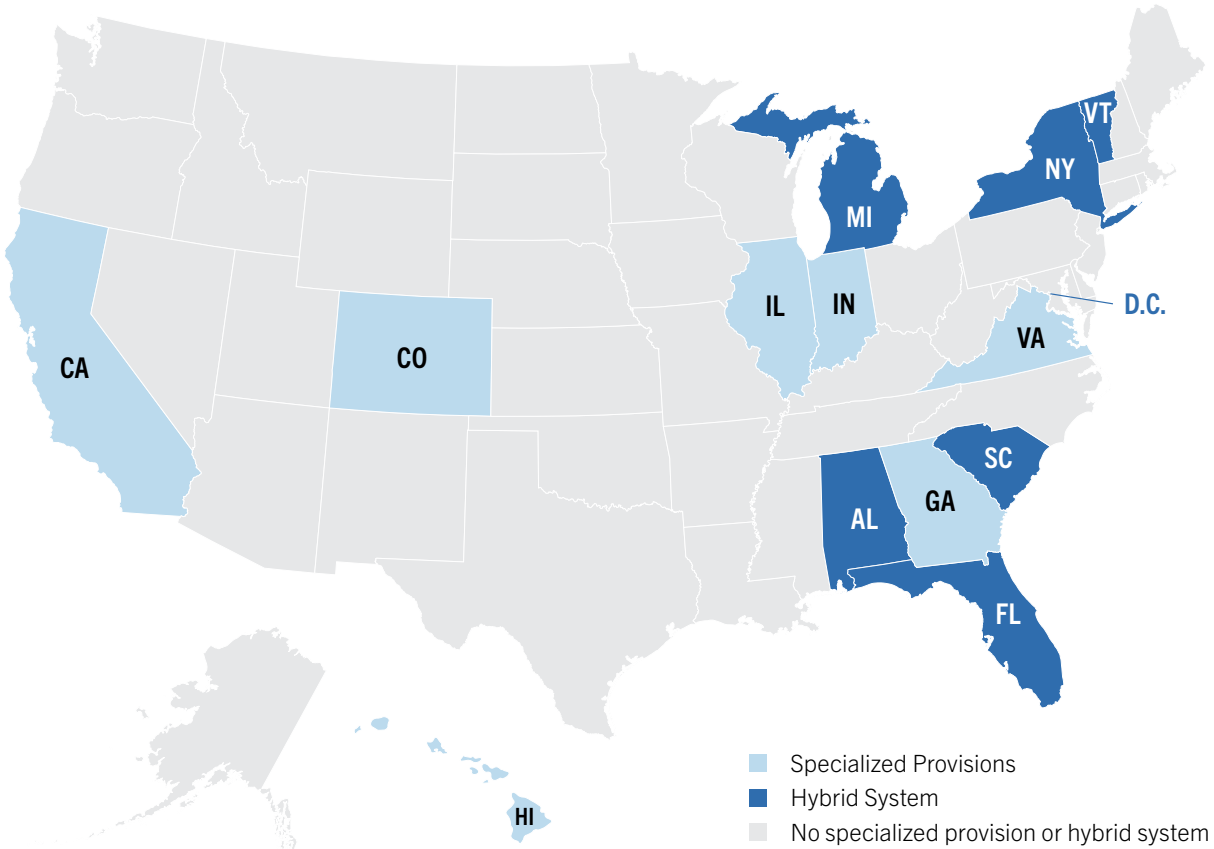 VT
NY
MI
IL
IN
D.C.
VA
CO
CA
SC
GA
AL
FL
HI
Specialized Provisions
Hybrid System
No specialized provision or hybrid system